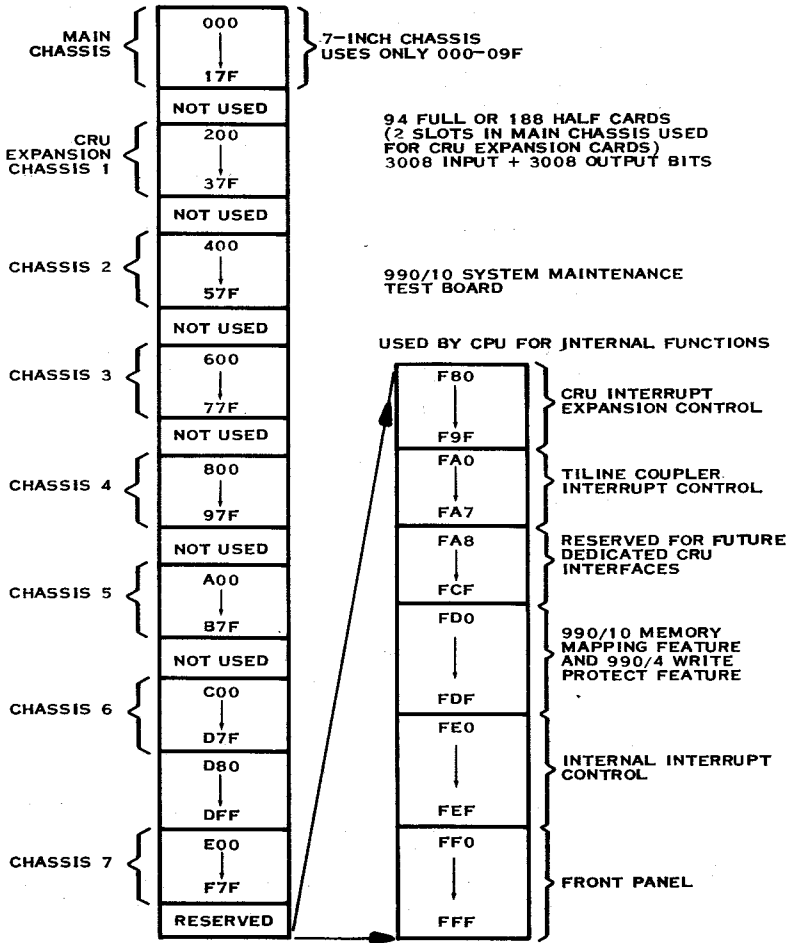 MAIN
CHASSIS
000
17F
7-INCH CHASSIS
USES ONLY 000-09F
NOT USED
94 FULL OR 188 HALF CARDS
(2 SLOTS IN MAIN CHASSIS USED
FOR CRU EXPANSION CARDS)
3008 INPUT + 3008 OUTPUT BITS
CRU
EXPANSION
CHASSIS 1
200
37F
NOT USED
CHASSIS 2
400
57F
990/10 SYSTEM MAINTENANCE
TEST BOARD
NOT USED
CHASSIS 3
600
77F
NOT USED
CHASSIS 4
800
97F
NOT USED
CHASSIS 5
A00
B7F
NOT USED
CHASSIS 6
C00
D7F
D80
DFF
CHASSIS 7
E00
F7F
RESERVED
USED BY CPU FOR INTERNAL FUNCTIONS
F80
F9F
CRU INTERRUPT
EXPANSION CONTROL
FA0
FA7
TILINE COUPLER
INTERRUPT CONTROL
FA8
FCF
RESERVED FOR FUTURE
DEDICATED CRU
INTERFACES
FD0
FDF
990/10 MEMORY
MAPPING FEATURE
AND 990/4 WRITE
PROTECT FEATURE
FE0
FEF
INTERNAL INTERRUPT
CONTROL
FF0
FFF
FRONT PANEL